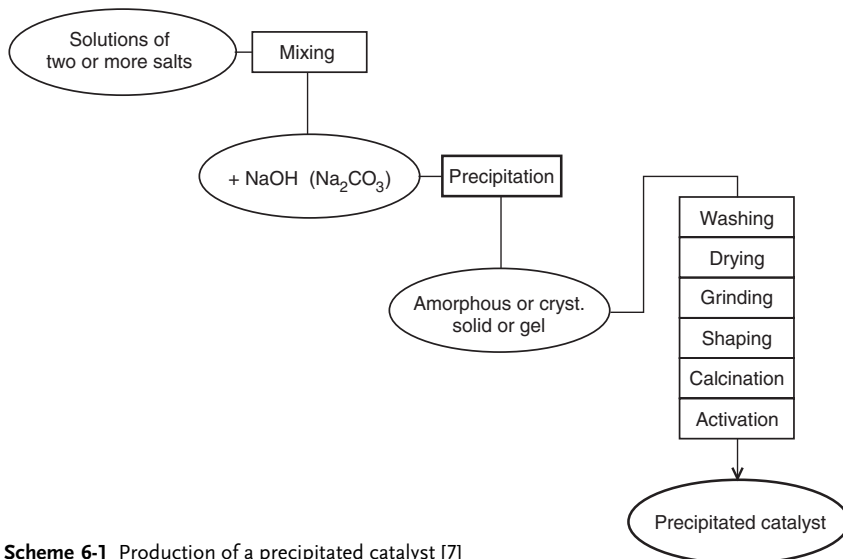 Solutions of
two or more salts
Mixing
+ NaOH (Na₂CO₃)
Precipitation
Amorphous or cryst.
solid or gel
Washing
Drying
Grinding
Shaping
Calcination
Activation
Precipitated catalyst
Scheme 6-1 Production of a precipitated catalyst [7]